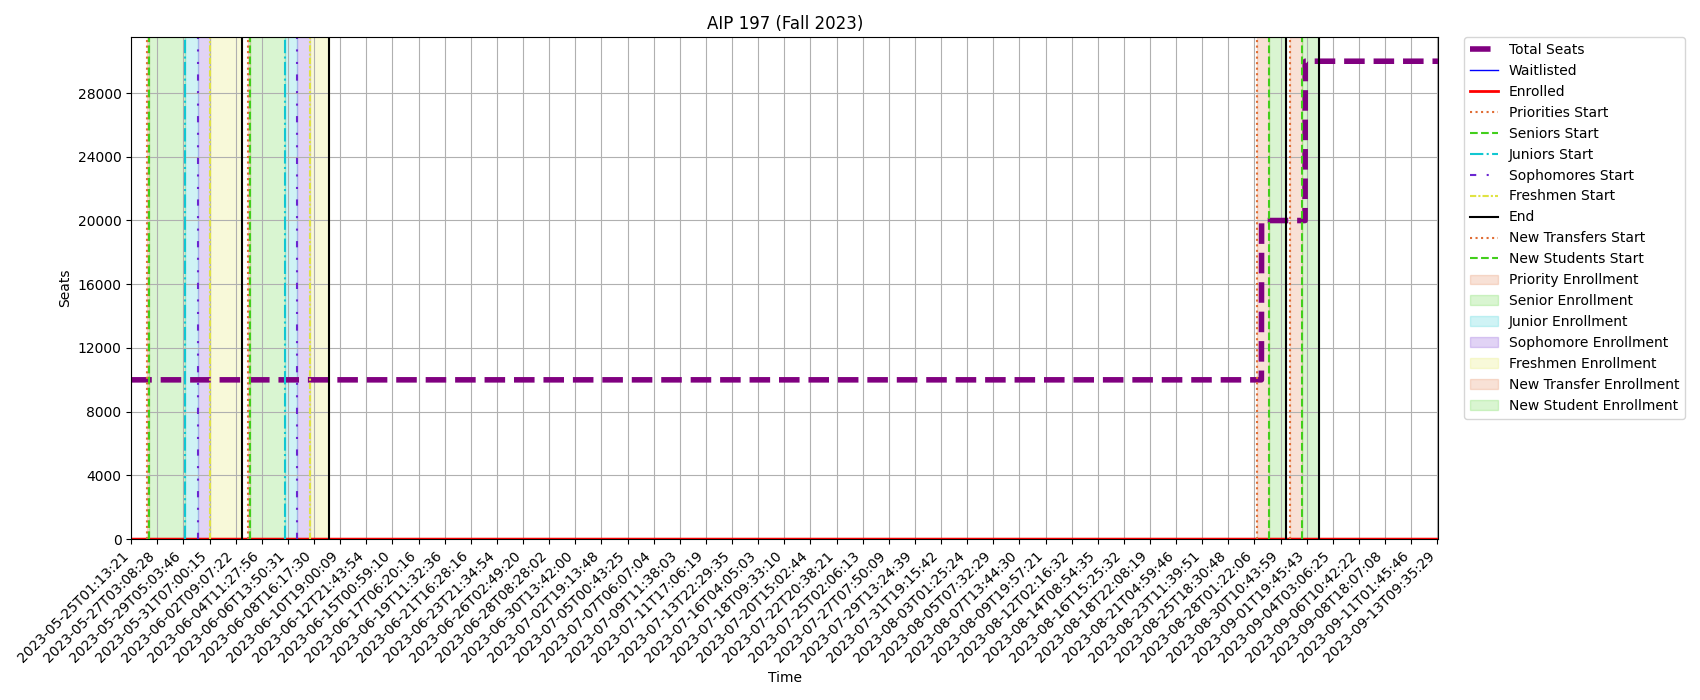 AIP 197 (Fall 2023)
Seats
28000
24000
20000
16000
12000
8000
4000
0
2023-05-25T01:13:21
2023-05-27T03:08:28
2023-05-29T05:03:46
2023-05-31T07:00:15
2023-06-02T09:07:22
2023-06-04T11:27:56
2023-06-06T13:50:31
2023-06-08T16:17:30
2023-06-10T19:00:09
2023-06-12T21:43:54
2023-06-15T00:59:10
2023-06-17T06:20:16
2023-06-19T11:32:36
2023-06-21T16:28:16
2023-06-23T21:34:54
2023-06-26T02:49:20
2023-06-28T08:28:02
2023-06-30T13:42:00
2023-07-02T19:13:48
2023-07-05T00:43:25
2023-07-07T06:07:04
2023-07-09T11:38:03
2023-07-11T17:06:19
2023-07-13T22:29:35
2023-07-16T04:05:03
2023-07-18T09:33:10
2023-07-20T15:02:44
2023-07-22T20:38:21
2023-07-25T02:06:13
2023-07-27T07:50:09
2023-07-29T13:24:39
2023-07-31T19:15:42
2023-08-03T01:25:24
2023-08-05T07:32:29
2023-08-07T13:44:30
2023-08-09T19:57:21
2023-08-12T02:16:32
2023-08-14T08:54:35
2023-08-16T15:25:32
2023-08-18T22:08:19
2023-08-21T04:59:46
2023-08-23T11:39:51
2023-08-25T18:30:48
2023-08-28T01:22:06
2023-08-30T10:43:59
2023-09-01T19:45:43
2023-09-04T03:06:25
2023-09-06T10:42:22
2023-09-08T18:07:08
2023-09-11T01:45:46
2023-09-13T09:35:29
Time
Total Seats
Waitlisted
Enrolled
Priorities Start
Seniors Start
Juniors Start
Sophomores Start
Freshmen Start
End
New Transfers Start
New Students Start
Priority Enrollment
Senior Enrollment
Junior Enrollment
Sophomore Enrollment
Freshmen Enrollment
New Transfer Enrollment
New Student Enrollment